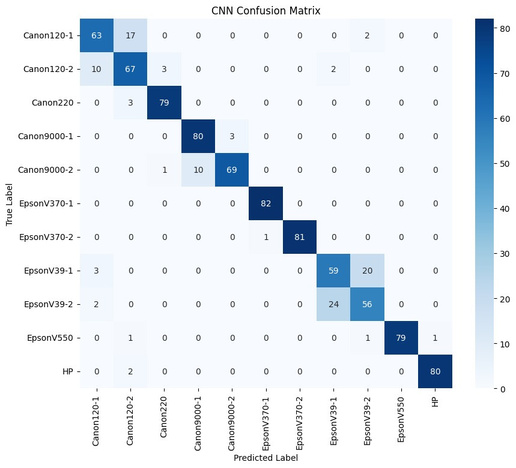 CNN Confusion Matrix
True Label
Canon120-1 63 17 0 0 0 0 0 0 2 0 0
Canon120-2 10 67 3 0 0 0 0 2 0 0 0
Canon220 0 3 79 0 0 0 0 0 0 0 0
Canon9000-1 0 0 0 80 3 0 0 0 0 0 0
Canon9000-2 0 0 1 10 69 0 0 0 0 0 0
EpsonV370-1 0 0 0 0 0 82 0 0 0 0 0
EpsonV370-2 0 0 0 0 0 1 81 0 0 0 0
EpsonV39-1 3 0 0 0 0 0 0 59 20 0 0
EpsonV39-2 2 0 0 0 0 0 0 24 56 0 0
EpsonV550 0 1 0 0 0 0 0 0 1 79 1
HP 0 2 0 0 0 0 0 0 0 0 80
Canon120-1 Canon120-2 Canon220 Canon9000-1 Canon9000-2 EpsonV370-1 EpsonV370-2 EpsonV39-1 EpsonV39-2 EpsonV550 HP
Predicted Label
80
70
60
50
40
30
20
10
0